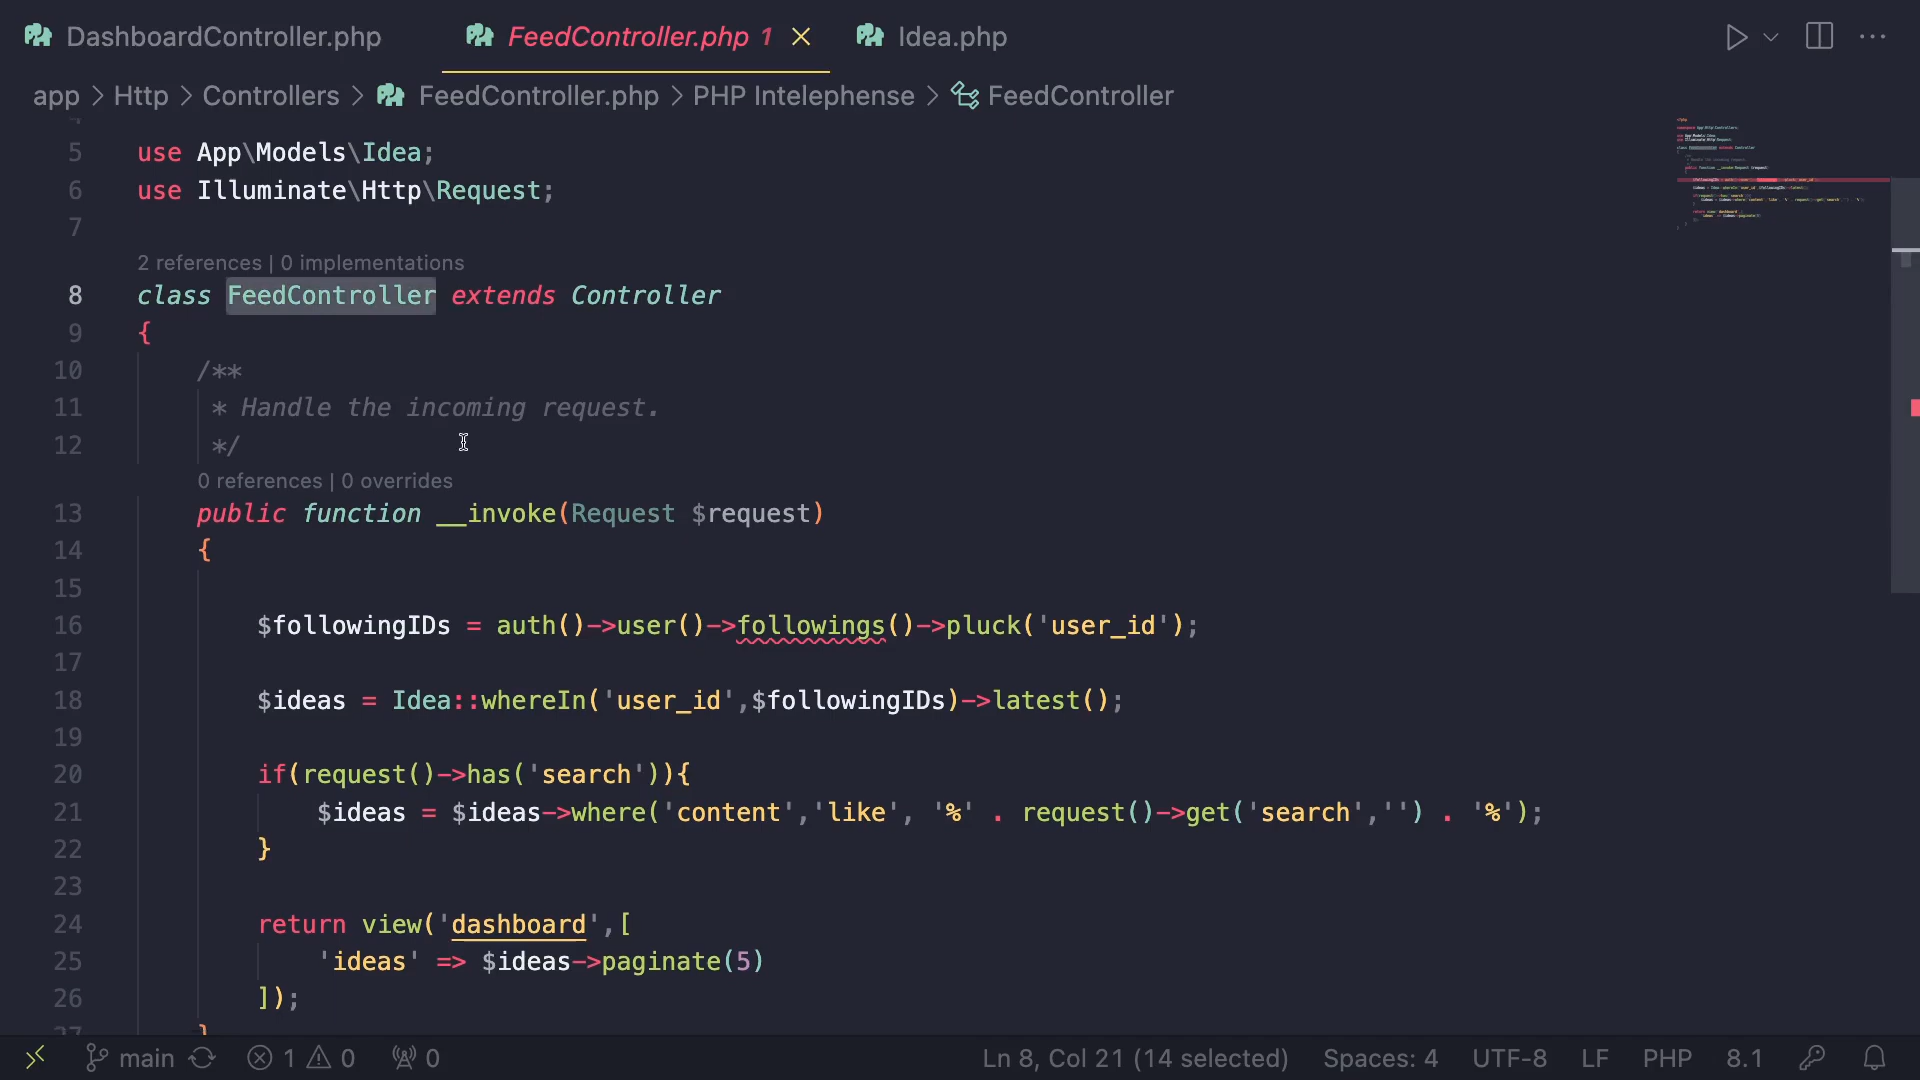 DashboardController.php FeedController.php 1 Idea.php
app > Http > Controllers > FeedController.php > PHP Intelephense > FeedController
5 use App\Models\Idea;
6 use Illuminate\Http\Request;
7
2 references | 0 implementations
8 class FeedController extends Controller
9 {
10 /**
11 * Handle the incoming request.
12 */
0 references | 0 overrides
13 public function __invoke(Request $request)
14 {
15
16 $followingIDs = auth()->user()->followings()->pluck('user_id');
17
18 $ideas = Idea::whereIn('user_id',$followingIDs)->latest();
19
20 if(request()->has('search')){
21 $ideas = $ideas->where('content','like', '%' . request()->get('search','') . '%');
22 }
23
24 return view('dashboard',[
25 'ideas' => $ideas->paginate(5)
26 ]);
27 }
main 1 0 0 Ln 8, Col 21 (14 selected) Spaces: 4 UTF-8 LF PHP 8.1